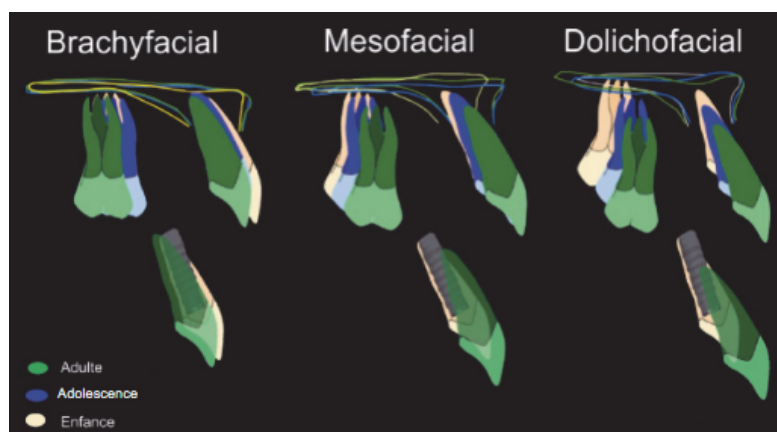 Brachyfacial
Mesofacial
Dolichofacial
Adulte
Adolescence
Enfance